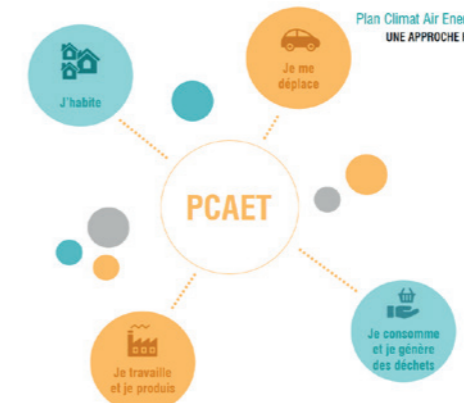 Plan Climat Air
UNE APPROCHE
J'habite
Je me
déplace
PCAET
Je travaille
et je produis
Je consomme
et je génère
des déchets